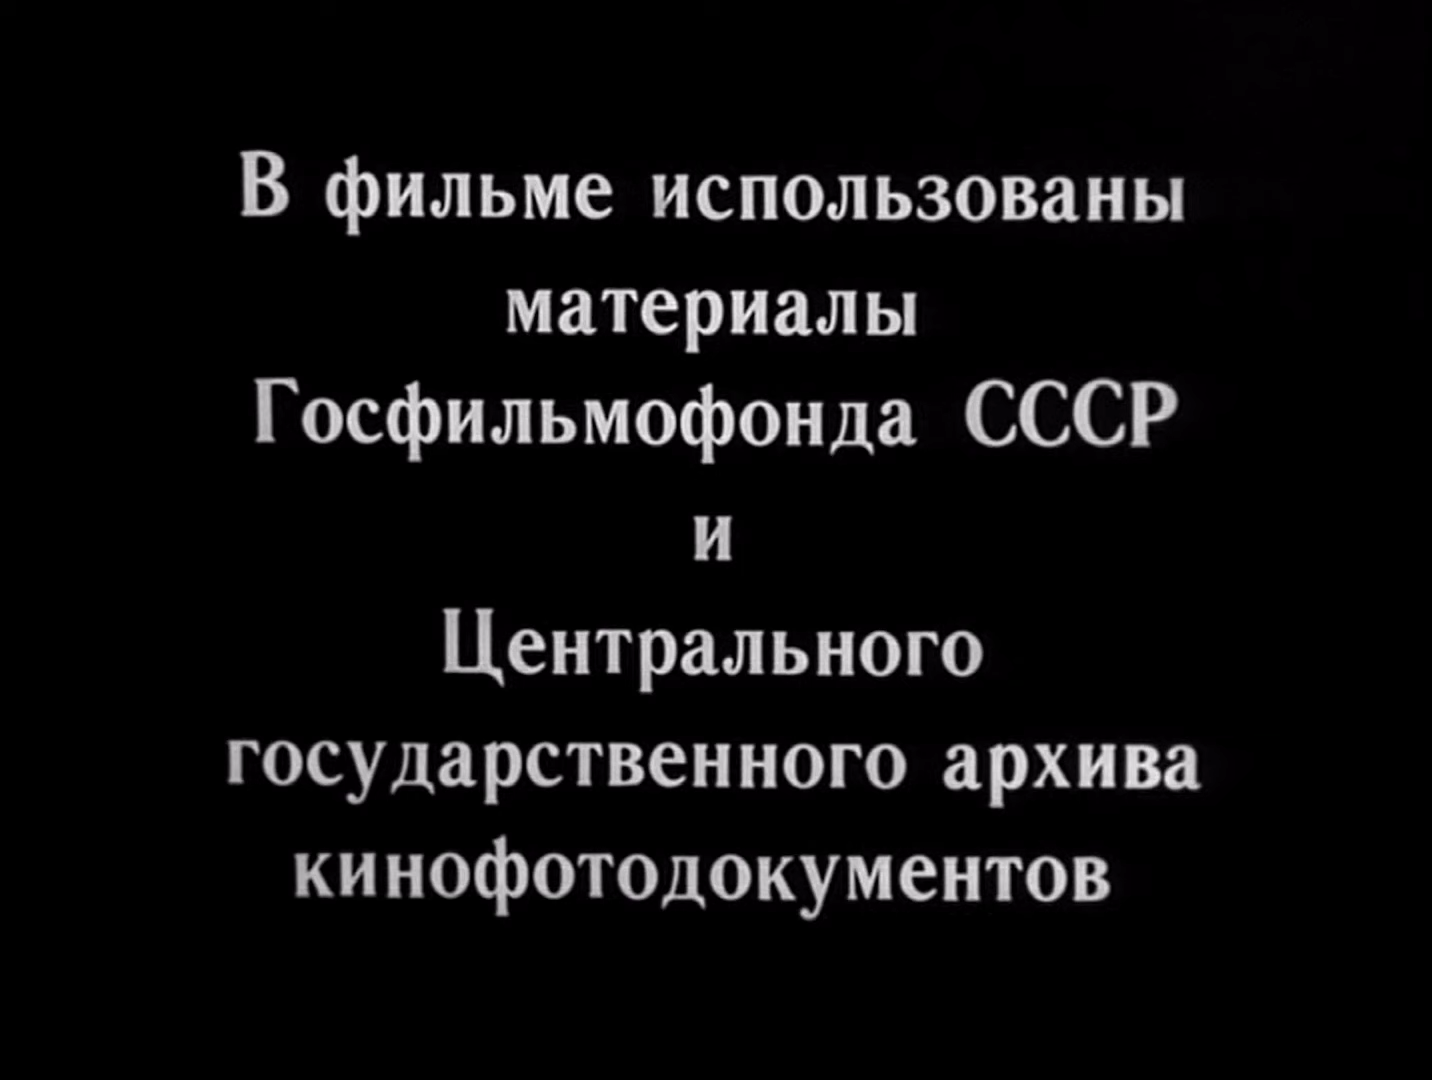 В фильме использованы
материалы
Госфильмофонда СССР
и
Центрального
государственного архива
кинофотодокументов